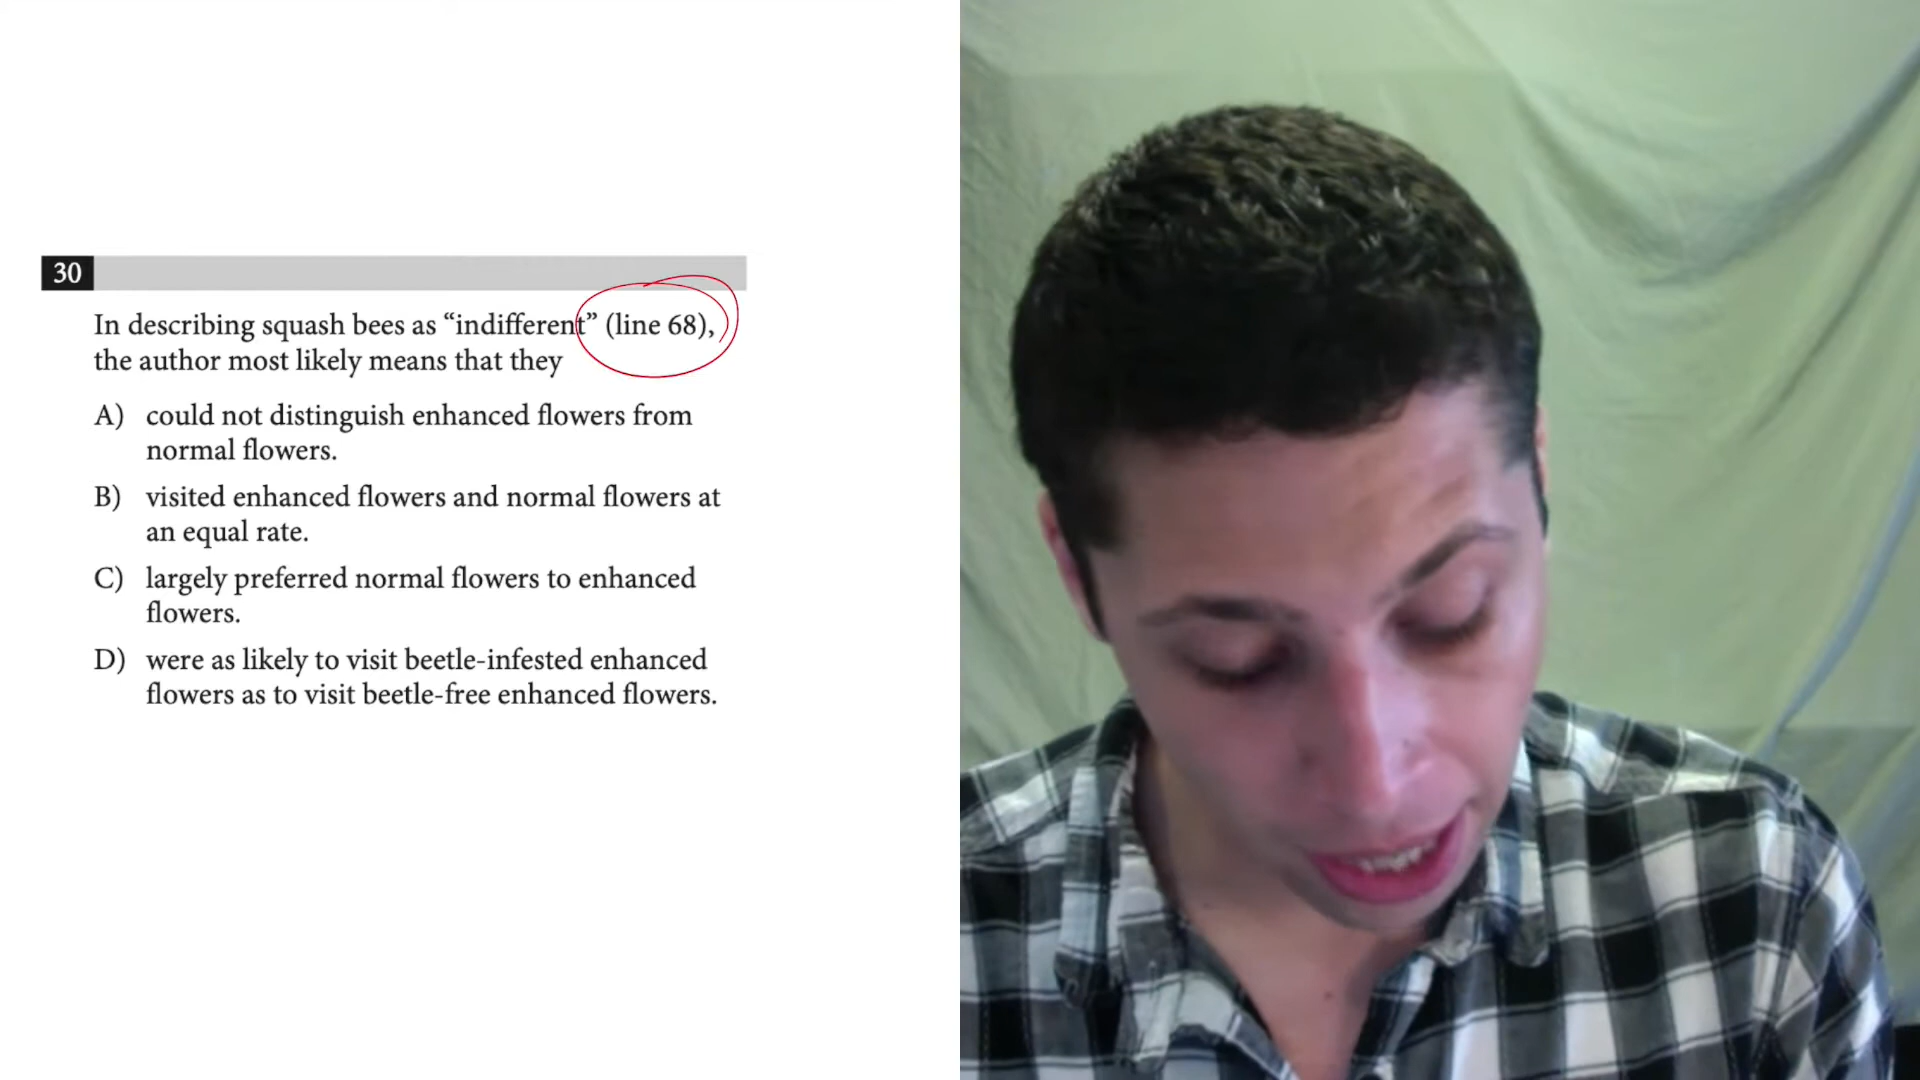 30
In describing squash bees as “indifferent” (line 68),
the author most likely means that they
A) could not distinguish enhanced flowers from
normal flowers.
B) visited enhanced flowers and normal flowers at
an equal rate.
C) largely preferred normal flowers to enhanced
flowers.
D) were as likely to visit beetle-infested enhanced
flowers as to visit beetle-free enhanced flowers.